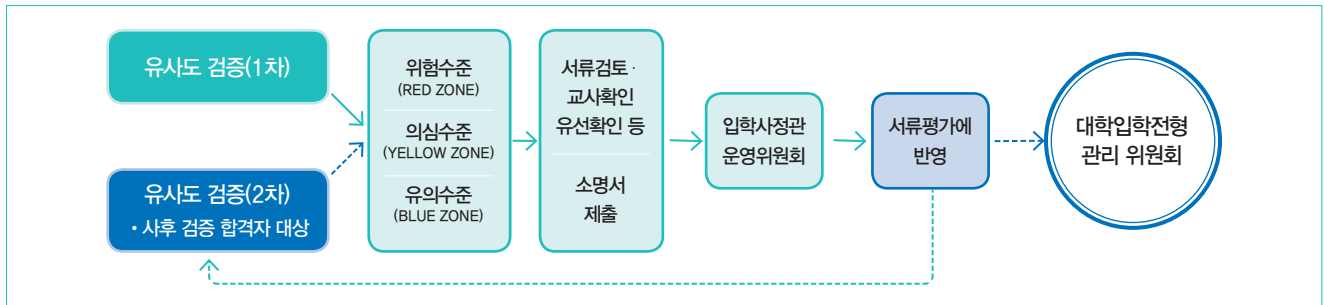 유사도 검증(1차)
유사도 검증(2차)
• 사후 검증 합격자 대상
위험수준
(RED ZONE)
의심수준
(YELLOW ZONE)
유의수준
(BLUE ZONE)
서류검토 ·
교사확인
유선확인 등
소명서
제출
입학사정관
운영위원회
서류평가에
반영
대학입학전형
관리 위원회